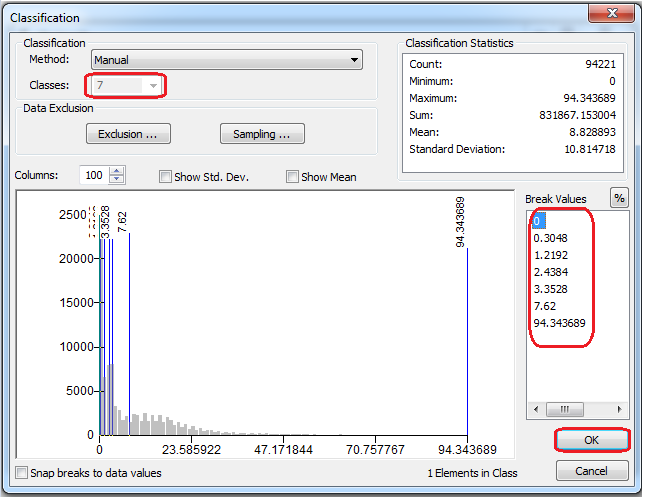 Classification
Classification
Method: Manual
Classes: 7
Data Exclusion
Exclusion ...
Sampling ...
Classification Statistics
Count: 94221
Minimum: 0
Maximum: 94.343689
Sum: 831867.153004
Mean: 8.828893
Standard Deviation: 10.814718
Columns: 100
Show Std. Dev.
Show Mean
Break Values
%
0
0.3048
1.2192
2.4384
3.3528
7.62
94.343689
2500
20000
15000
10000
5000
0
3.3528
7.62
94.343689
0
23.585922
47.171844
70.757767
94.343689
OK
Cancel
Snap breaks to data values
1 Elements in Class